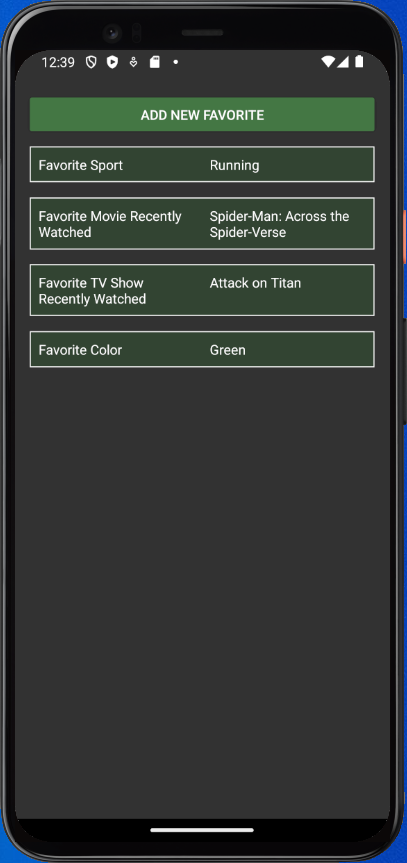 12:39
ADD NEW FAVORITE
Favorite Sport Running
Favorite Movie Recently Spider-Man: Across the
Watched Spider-Verse
Favorite TV Show Attack on Titan
Recently Watched
Favorite Color Green